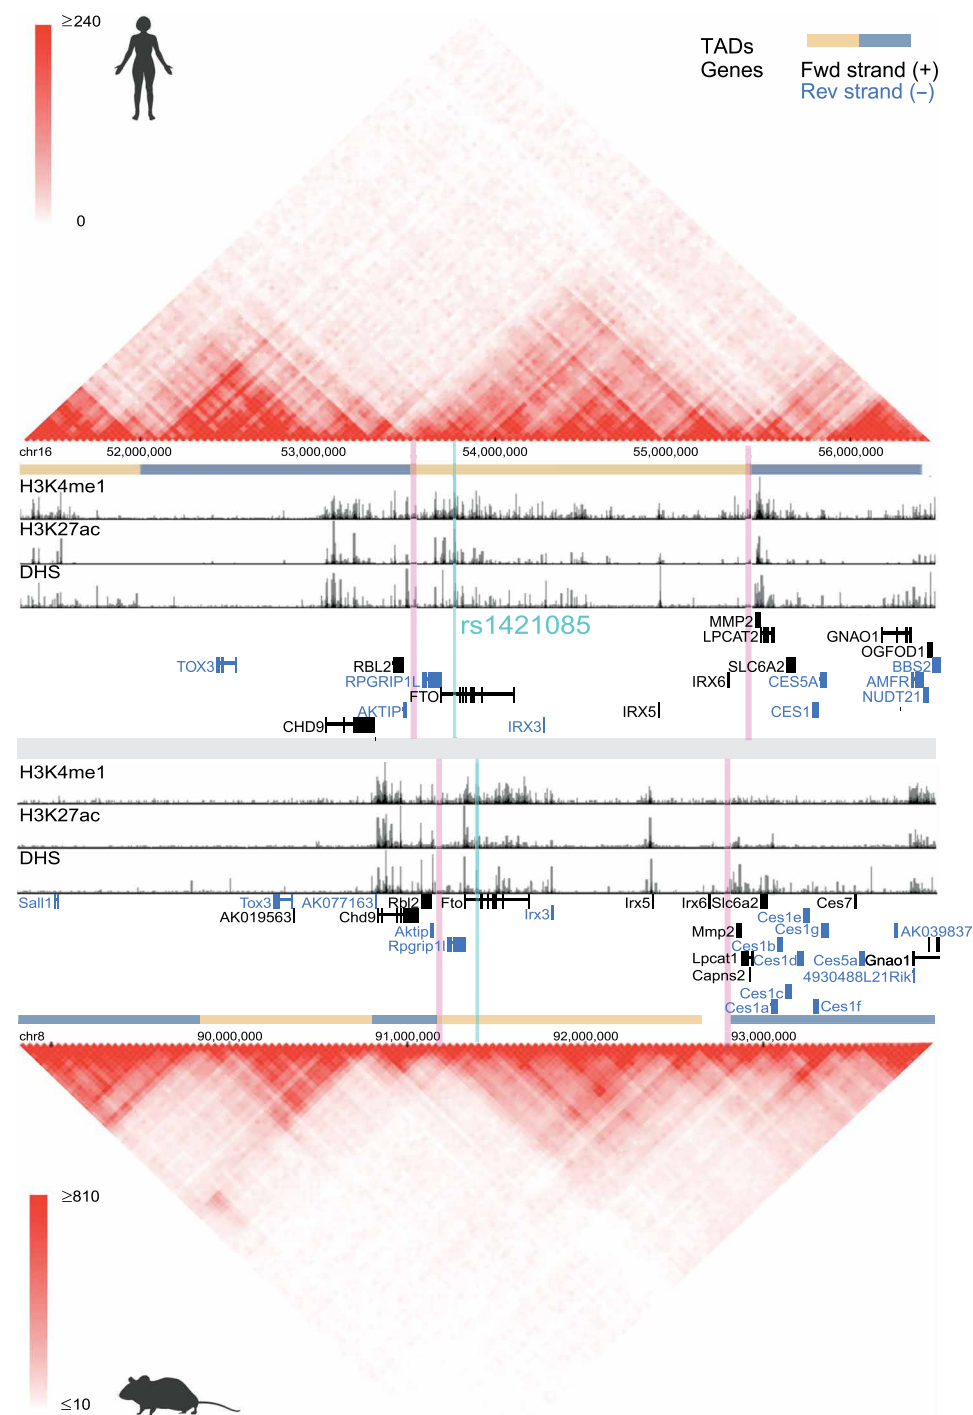 ≥240
0
TADs
Genes
Fwd strand (+)
Rev strand (−)
chr16 52,000,000 53,000,000 54,000,000 55,000,000 56,000,000
H3K4me1
H3K27ac
DHS
rs1421085
MMP2
LPCAT2 GNAO1
OGFOD1
TOX3 RBL2 SLC6A2 BBS2
RPGRIP1L IRX6 CES5A AMFR
FTO NUDT21
AKTIP IRX5 CES1
CHD9 IRX3
H3K4me1
H3K27ac
DHS
Sall1 Tox3 AK077163 Rbl2 Fto Irx5 Irx6 Slc6a2 Ces7
AK019563 Chd9 Irx3 Ces1e
Aktip Mmp2 Ces1g AK039837
Rpgrip1l Ces1b
Lpcat1 Ces1d Ces5a Gnao1
Capns2 4930488L21Rik
Ces1c
Ces1a Ces1f
chr8 90,000,000 91,000,000 92,000,000 93,000,000
≥810
≤10